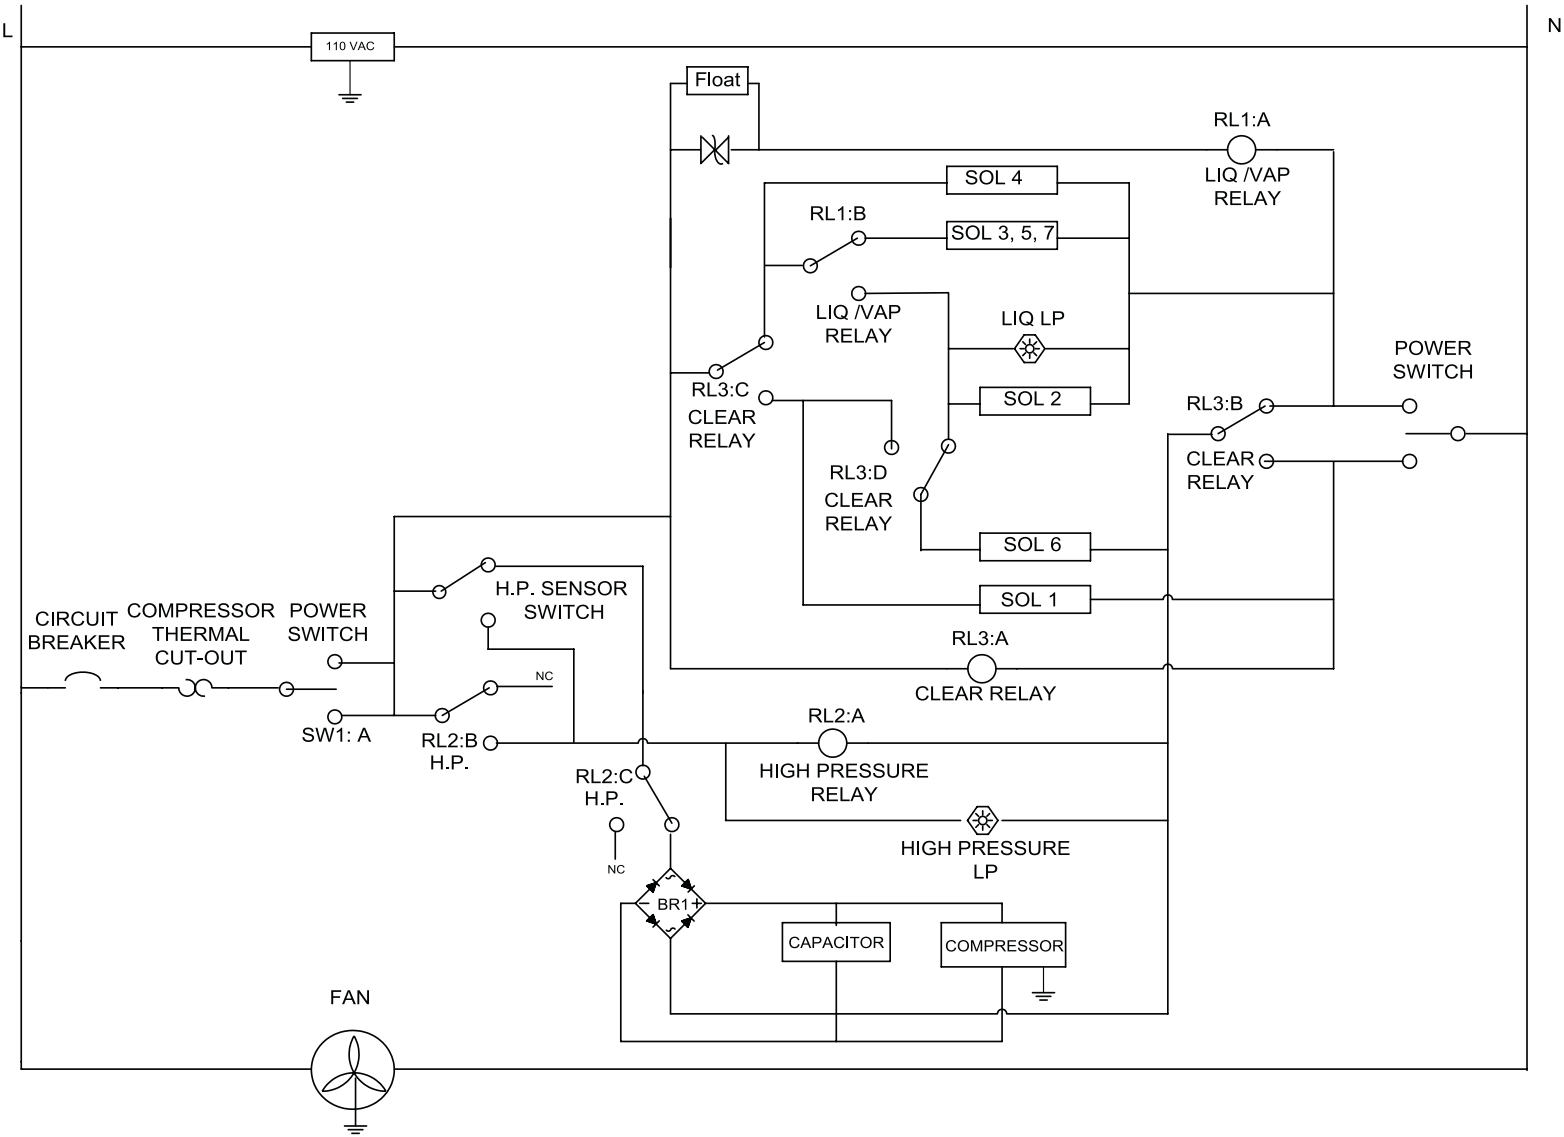 L
N
110 VAC
Float
RL1:A
LIQ /VAP
RELAY
SOL 4
RL1:B
SOL 3, 5, 7
LIQ /VAP
RELAY
LIQ LP
POWER
SWITCH
RL3:C
CLEAR
RELAY
SOL 2
RL3:B
CLEAR
RELAY
RL3:D
CLEAR
RELAY
SOL 6
H.P. SENSOR
SWITCH
SOL 1
CIRCUIT
BREAKER
COMPRESSOR
THERMAL
CUT-OUT
POWER
SWITCH
RL3:A
CLEAR RELAY
NC
SW1: A
RL2:B
H.P.
RL2:A
HIGH PRESSURE
RELAY
RL2:C
H.P.
NC
HIGH PRESSURE
LP
~
- BR1 +
~
CAPACITOR
COMPRESSOR
FAN